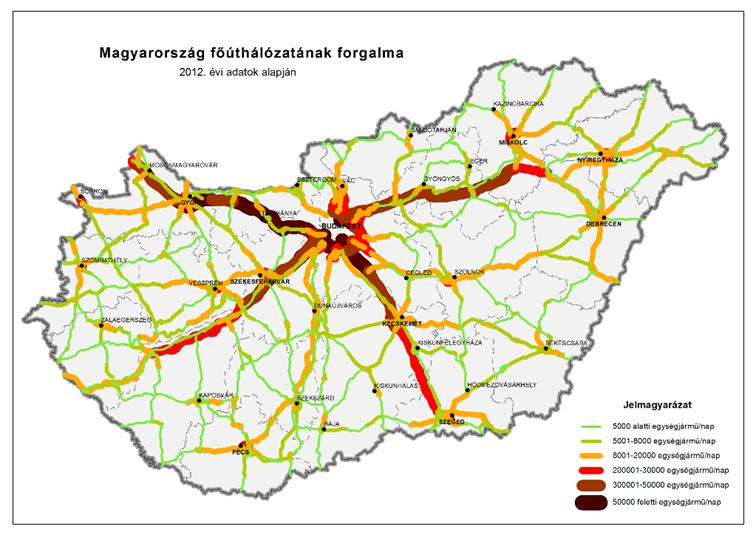 Magyarország főúthálózatának forgalma
2012. évi adatok alapján
KAZINCBARCIKA
SALGÓTARJÁN
MISKOLC
MOSONMAGYARÓVÁR
EGER
NYÍREGYHÁZA
ESZTERGOM
VÁC
GYÖNGYÖS
SOPRON
GYŐR
BUDAPEST
DEBRECEN
SZOMBATHELY
CEGLÉD
SZOLNOK
VESZPRÉM
SZÉKESFEHÉRVÁR
DUNAÚJVÁROS
ZALAEGERSZEG
KECSKEMÉT
KISKUNFÉLEGYHÁZA
BÉKÉSCSABA
KAPOSVÁR
KISKUNHALAS
HÓDMEZŐVÁSÁRHELY
SZEKSZÁRD
SZEGED
BAJA
PÉCS
Jelmagyarázat
5000 alatti egységjármű/nap
5001-8000 egységjármű/nap
8001-20000 egységjármű/nap
200001-30000 egységjármű/nap
300001-50000 egységjármű/nap
50000 feletti egységjármű/nap